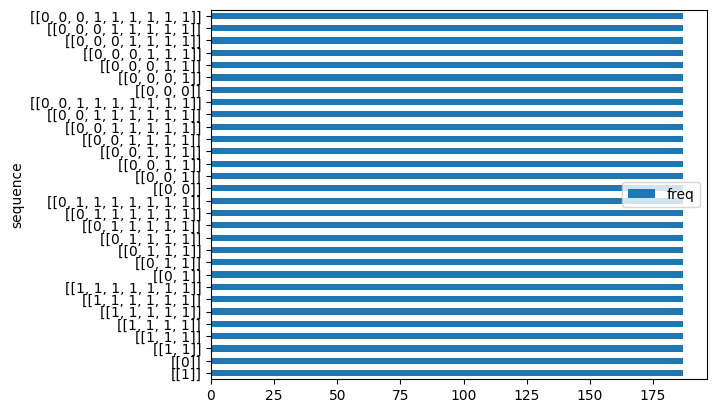 [[0, 0, 0, 1, 1, 1, 1, 1, 1]]
[[0, 0, 0, 1, 1, 1, 1, 1]]
[[0, 0, 0, 1, 1, 1, 1]]
[[0, 0, 0, 1, 1, 1]]
[[0, 0, 0, 1, 1]]
[[0, 0, 0, 1]]
[[0, 0, 0]]
[[0, 0, 1, 1, 1, 1, 1, 1, 1]]
[[0, 0, 1, 1, 1, 1, 1, 1]]
[[0, 0, 1, 1, 1, 1, 1]]
[[0, 0, 1, 1, 1, 1]]
[[0, 0, 1, 1, 1]]
[[0, 0, 1, 1]]
[[0, 0, 1]]
[[0, 0]]
[[0, 1, 1, 1, 1, 1, 1, 1]]
[[0, 1, 1, 1, 1, 1, 1]]
[[0, 1, 1, 1, 1, 1]]
[[0, 1, 1, 1, 1]]
[[0, 1, 1, 1]]
[[0, 1, 1]]
[[0, 1]]
[[1, 1, 1, 1, 1, 1, 1]]
[[1, 1, 1, 1, 1, 1]]
[[1, 1, 1, 1, 1]]
[[1, 1, 1, 1]]
[[1, 1, 1]]
[[1, 1]]
[[0]]
[[1]]
sequence
freq
0 25 50 75 100 125 150 175